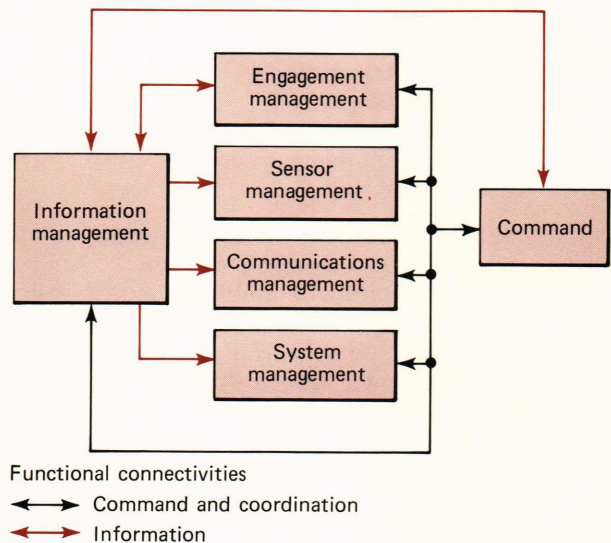 Engagement
management
Sensor
management
Information
management
Command
Communications
management
System
management
Functional connectivities
Command and coordination
Information